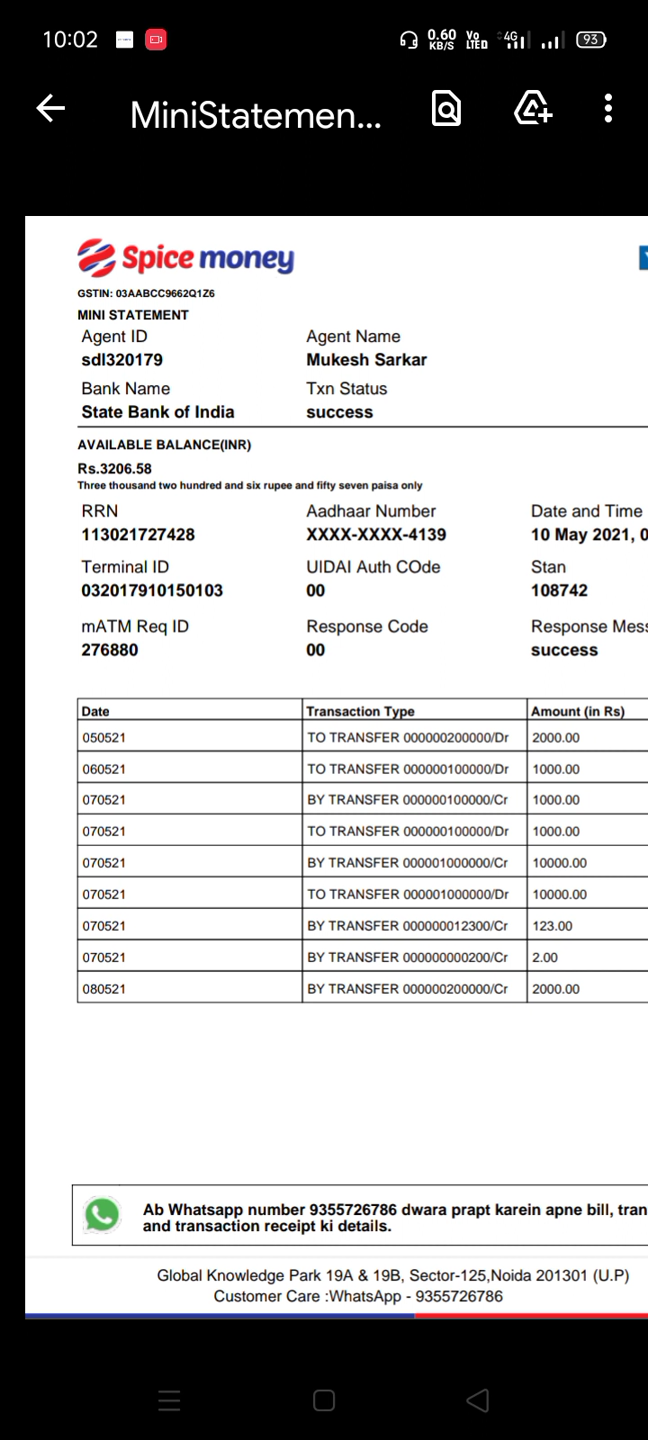 10:02 0.60 KB/S Vo LTED 4G 93
MiniStatemen...
Spice money
GSTIN: 03AABCC9662Q1Z6
MINI STATEMENT
Agent ID Agent Name
sdl320179 Mukesh Sarkar
Bank Name Txn Status
State Bank of India success
AVAILABLE BALANCE(INR)
Rs.3206.58
Three thousand two hundred and six rupee and fifty seven paisa only
RRN Aadhaar Number Date and Time
113021727428 XXXX-XXXX-4139 10 May 2021, 0
Terminal ID UIDAI Auth COde Stan
032017910150103 00 108742
mATM Req ID Response Code Response Mess
276880 00 success
Date Transaction Type Amount (in Rs)
050521 TO TRANSFER 000000200000/Dr 2000.00
060521 TO TRANSFER 000000100000/Dr 1000.00
070521 BY TRANSFER 000000100000/Cr 1000.00
070521 TO TRANSFER 000000100000/Dr 1000.00
070521 BY TRANSFER 000001000000/Cr 10000.00
070521 TO TRANSFER 000001000000/Dr 10000.00
070521 BY TRANSFER 000000012300/Cr 123.00
070521 BY TRANSFER 000000000200/Cr 2.00
080521 BY TRANSFER 000000200000/Cr 2000.00
Ab Whatsapp number 9355726786 dwara prapt karein apne bill, tran
and transaction receipt ki details.
Global Knowledge Park 19A & 19B, Sector-125,Noida 201301 (U.P)
Customer Care :WhatsApp - 9355726786